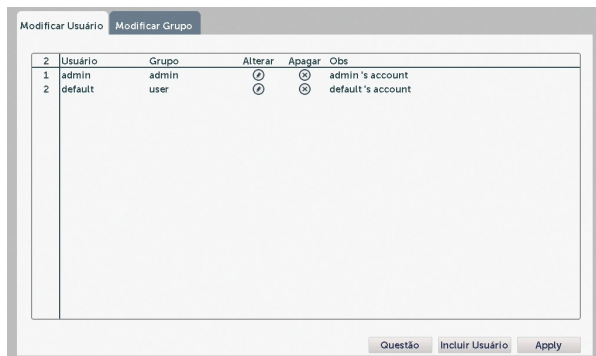 Modificar Usuário Modificar Grupo
2 Usuário Grupo Alterar Apagar Obs
1 admin admin admin 's account
2 default user default 's account
Questão Incluir Usuário Apply